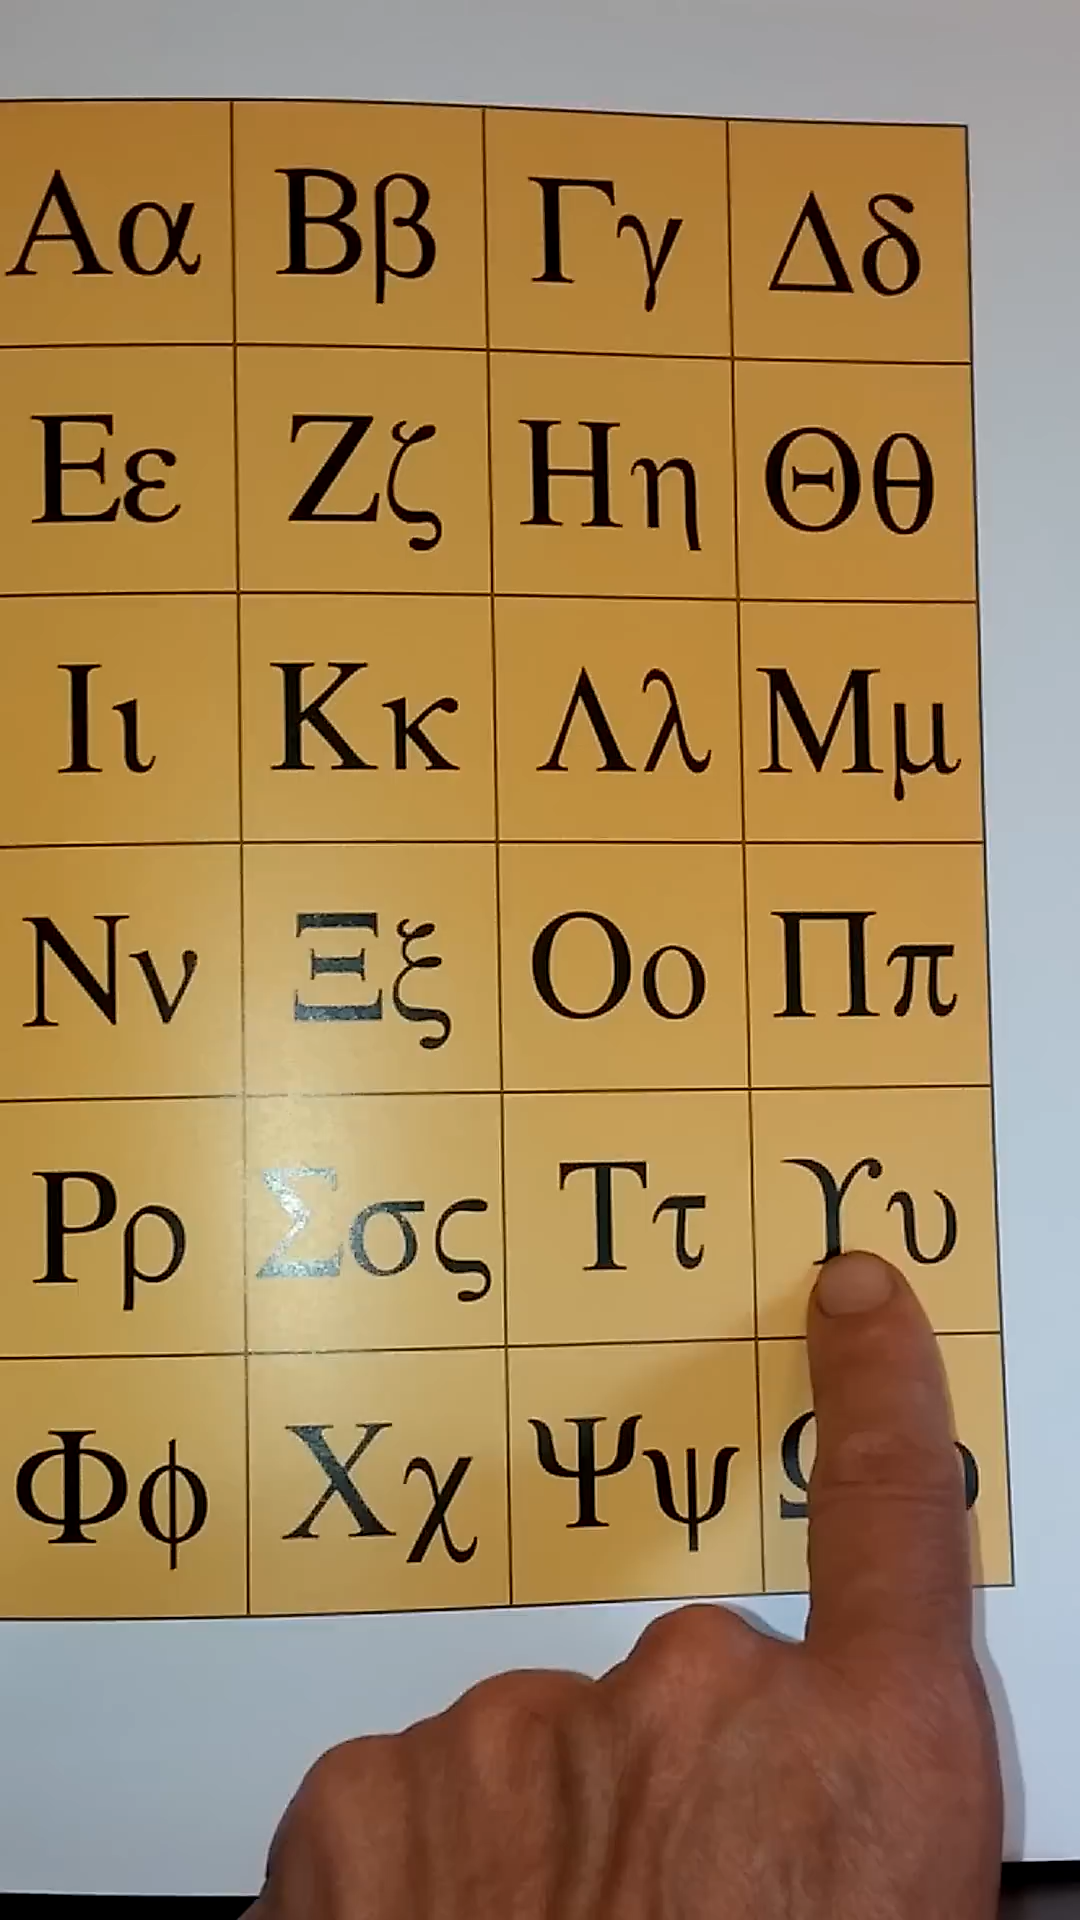 Αα Ββ Γγ Δδ
Εε Ζζ Ηη Θθ
Ιι Κκ Λλ Μμ
Νν Ξξ Οο Ππ
Ρρ Σσς Ττ ϒυ
Φϕ Χχ Ψψ